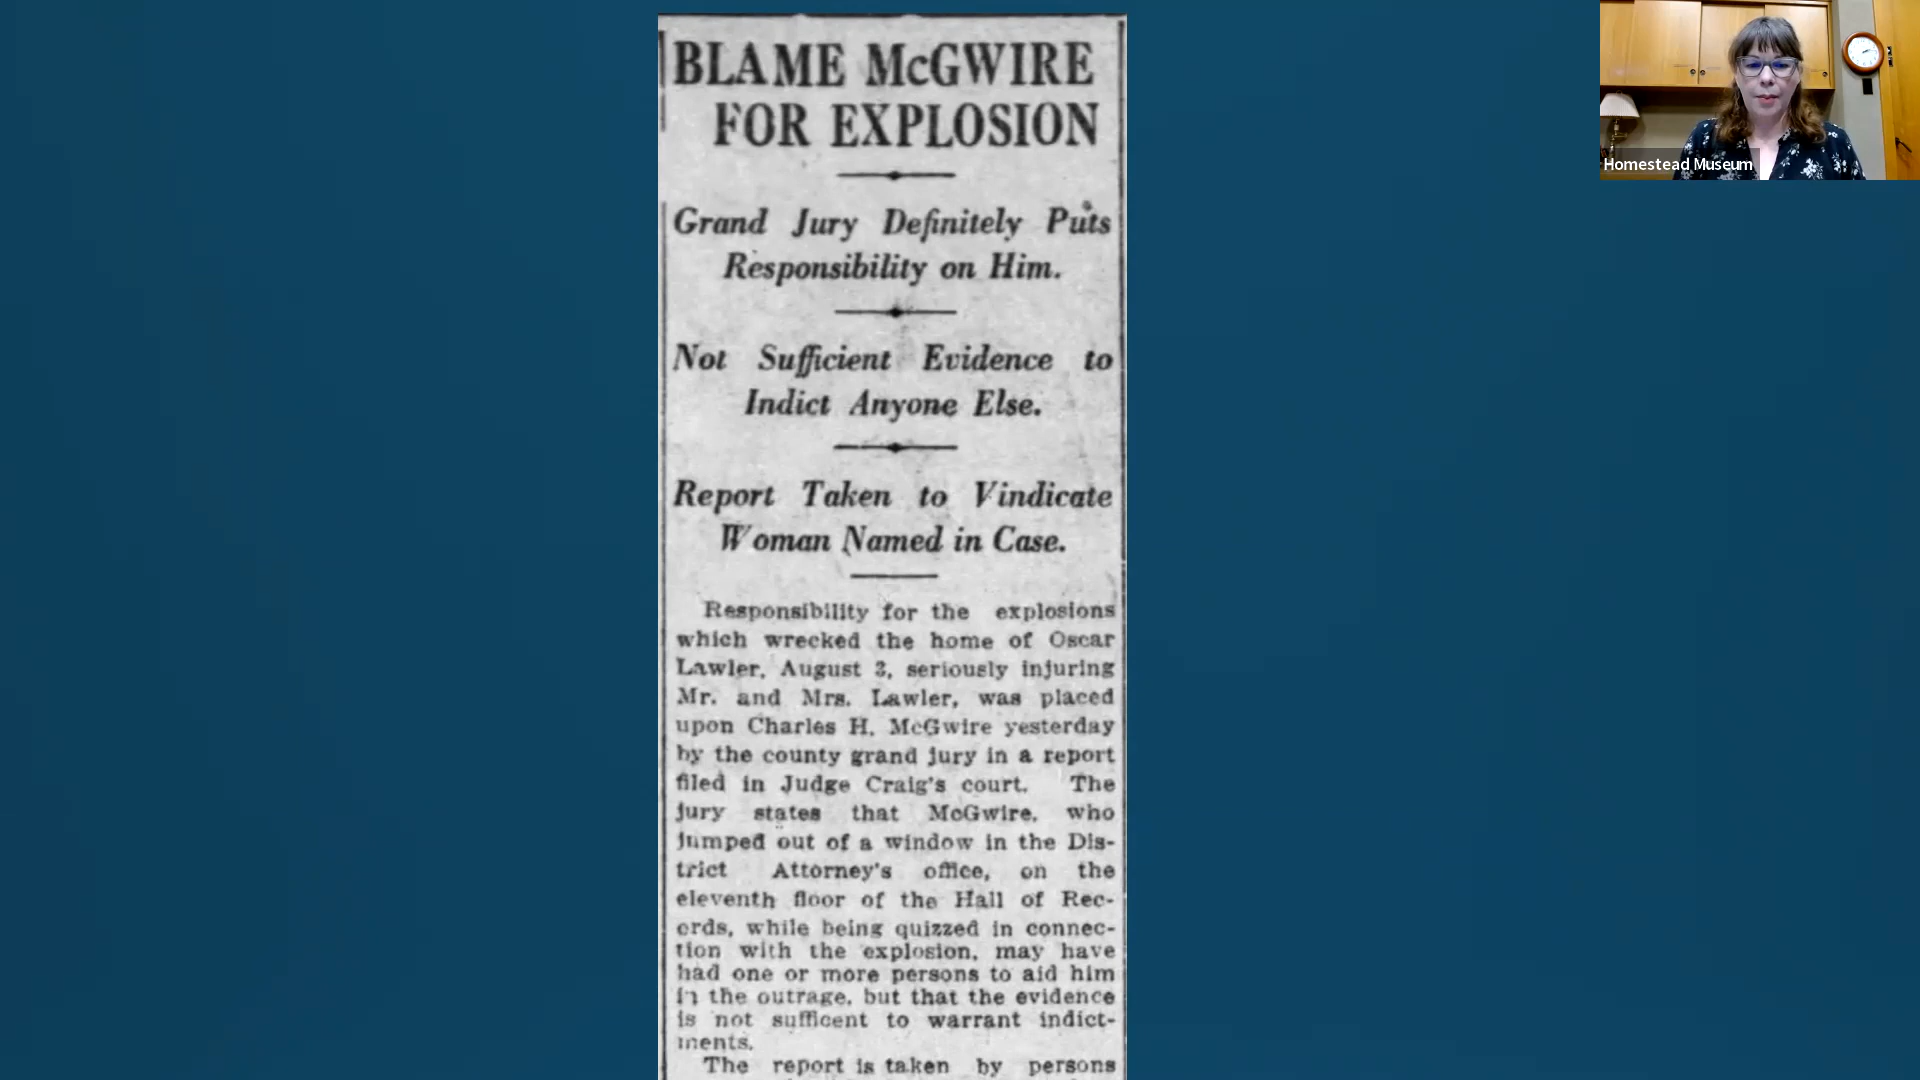 BLAME McGWIRE
FOR EXPLOSION
Grand Jury Definitely Puts
Responsibility on Him.
Not Sufficient Evidence to
Indict Anyone Else.
Report Taken to Vindicate
Woman Named in Case.
Responsibility for the explosions
which wrecked the home of Oscar
Lawler, August 3, seriously injuring
Mr. and Mrs. Lawler, was placed
upon Charles H. McGwire yesterday
by the county grand jury in a report
filed in Judge Craig's court. The
jury states that McGwire, who
jumped out of a window in the Dis-
trict Attorney's office, on the
eleventh floor of the Hall of Rec-
ords, while being quizzed in connec-
tion with the explosion, may have
had one or more persons to aid him
in the outrage, but that the evidence
is not sufficent to warrant indict-
ments.
The report is taken by persons
Homestead Museum